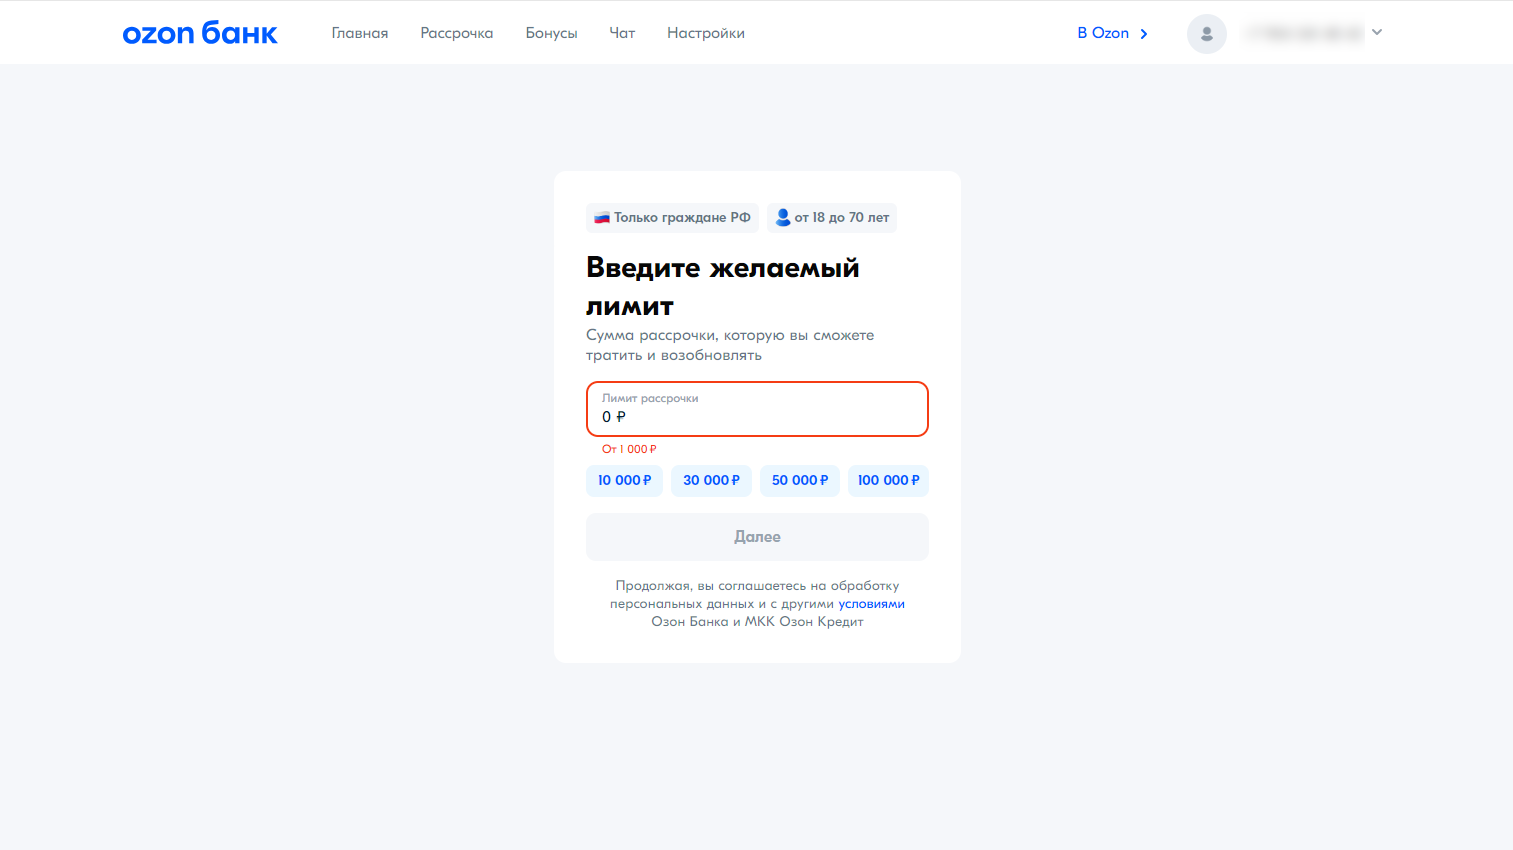 ozon банк Главная Рассрочка Бонусы Чат Настройки В Ozon
Только граждане РФ от 18 до 70 лет
Введите желаемый
лимит
Сумма рассрочки, которую вы сможете
тратить и возобновлять
Лимит рассрочки
0 ₽
От 1 000 ₽
10 000 ₽ 30 000 ₽ 50 000 ₽ 100 000 ₽
Далее
Продолжая, вы соглашаетесь на обработку
персональных данных и с другими условиями
Озон Банка и МКК Озон Кредит